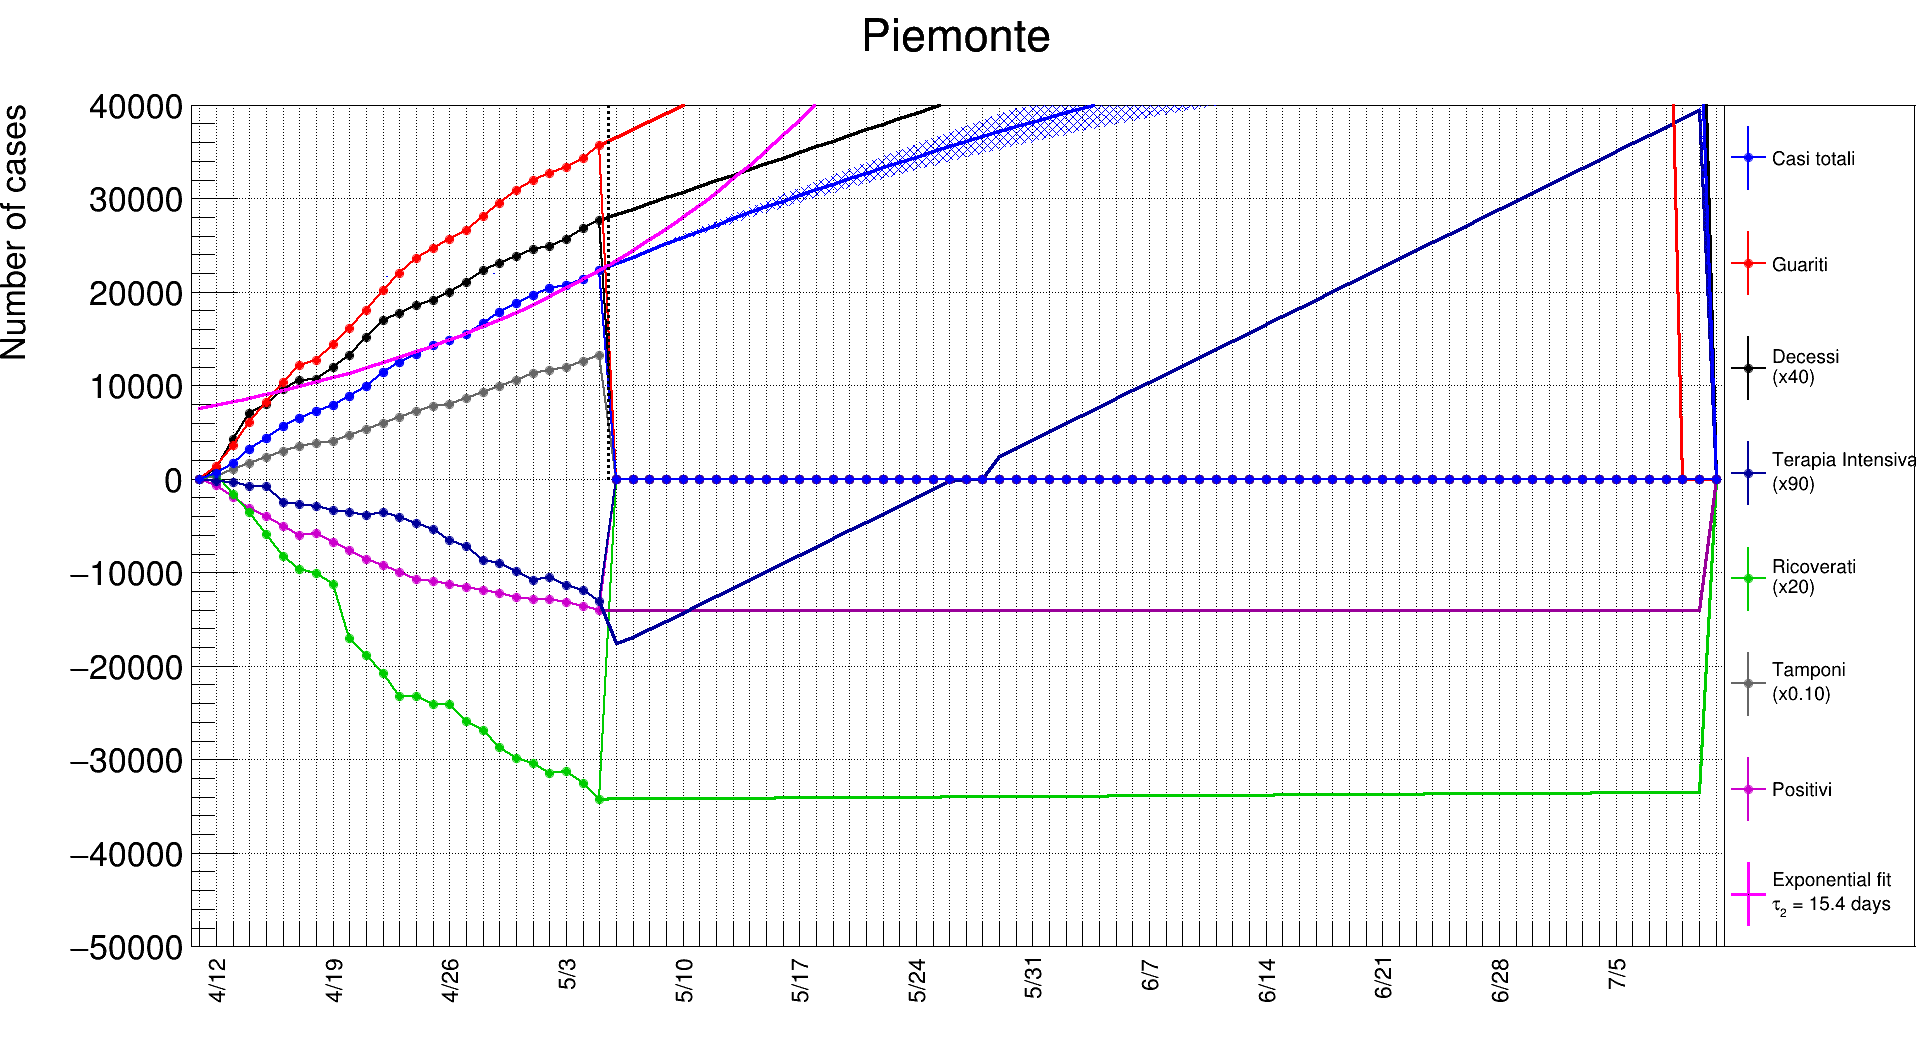 Piemonte
Number of cases
40000
30000
20000
10000
0
−10000
−20000
−30000
−40000
−50000
4/12
4/19
4/26
5/3
5/10
5/17
5/24
5/31
6/7
6/14
6/21
6/28
7/5
Casi totali
Guariti
Decessi
(x40)
Terapia Intensiva
(x90)
Ricoverati
(x20)
Tamponi
(x0.10)
Positivi
Exponential fit
τ2 = 15.4 days